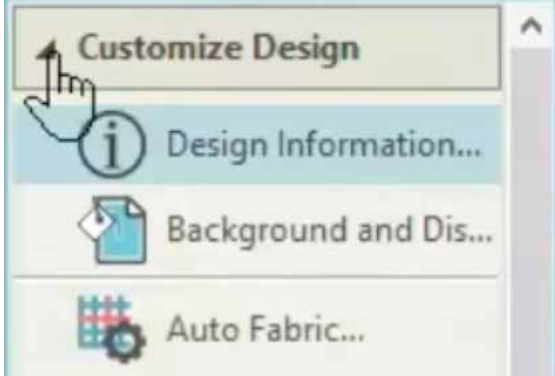 Customize Design
Design Information...
Background and Dis...
Auto Fabric...